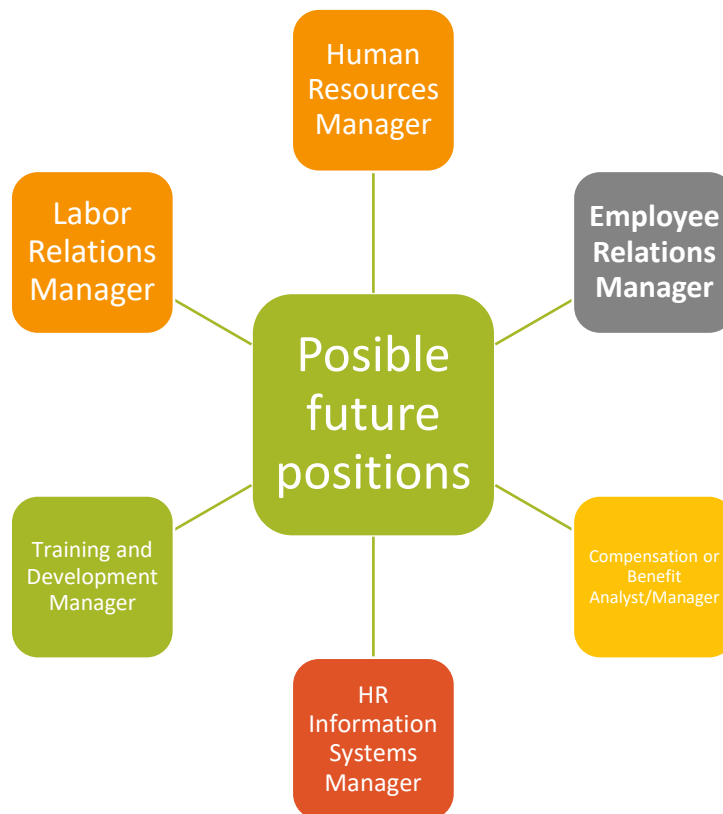 Human
Resources
Manager
Labor
Relations
Manager
Employee
Relations
Manager
Posible
future
positions
Training and
Development
Manager
Compensation or
Benefit
Analyst/Manager
HR
Information
Systems
Manager